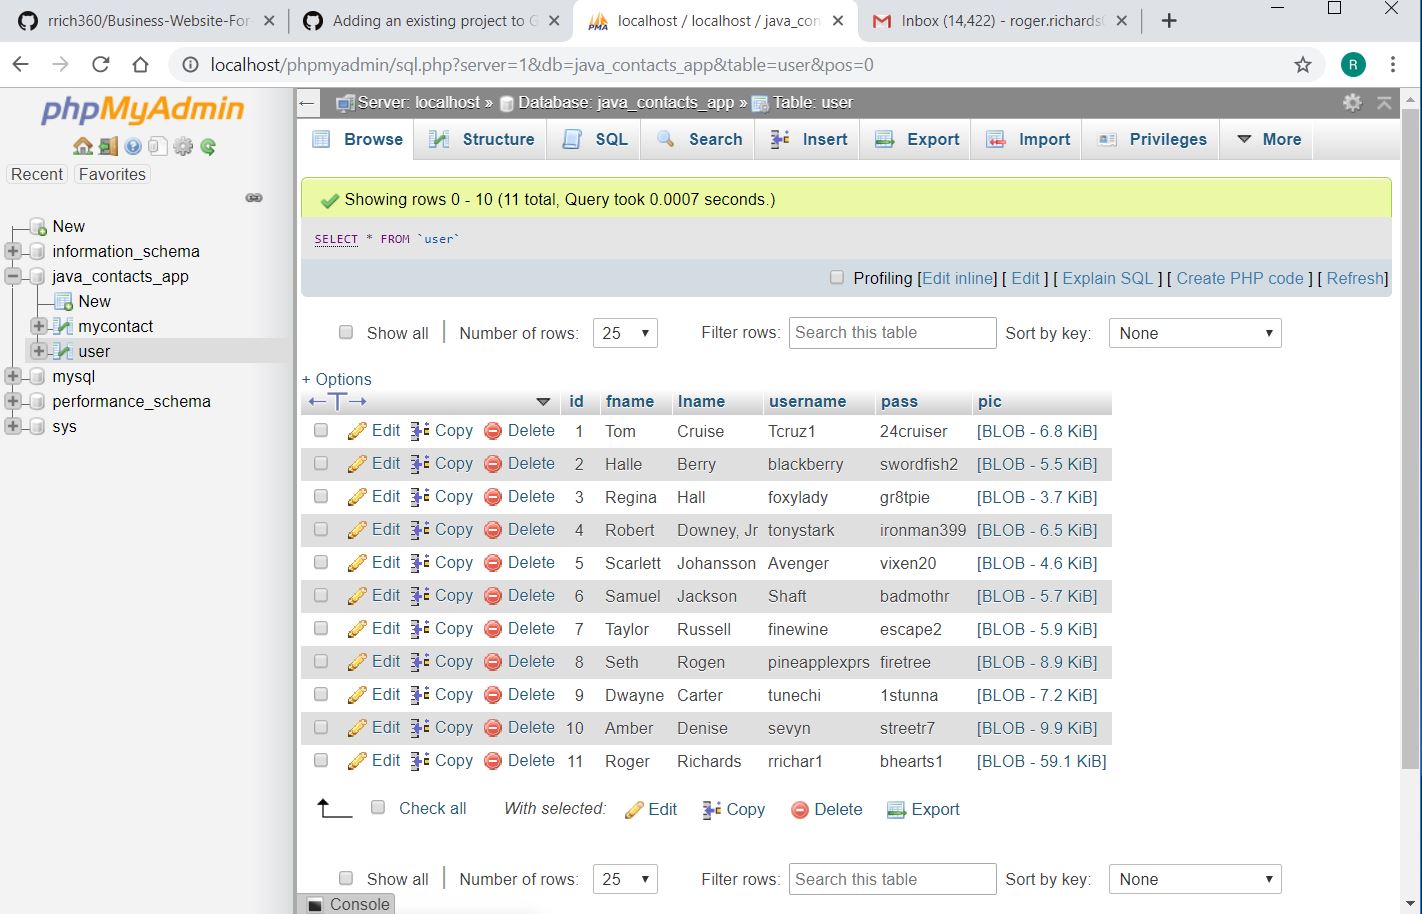 rrich360/Business-Website-For- Adding an existing project to G localhost / localhost / java_con Inbox (14,422) - roger.richards
localhost/phpmyadmin/sql.php?server=1&db=java_contacts_app&table=user&pos=0 R
phpMyAdmin
Recent Favorites
New
information_schema
java_contacts_app
New
mycontact
user
mysql
performance_schema
sys
Server: localhost » Database: java_contacts_app » Table: user
Browse Structure SQL Search Insert Export Import Privileges More
Showing rows 0 - 10 (11 total, Query took 0.0007 seconds.)
SELECT * FROM `user`
Profiling [Edit inline] [ Edit ] [ Explain SQL ] [ Create PHP code ] [ Refresh]
Show all | Number of rows: 25 Filter rows: Search this table Sort by key: None
+ Options
←T→ id fname lname username pass pic
Edit Copy Delete 1 Tom Cruise Tcruz1 24cruiser [BLOB - 6.8 KiB]
Edit Copy Delete 2 Halle Berry blackberry swordfish2 [BLOB - 5.5 KiB]
Edit Copy Delete 3 Regina Hall foxylady gr8tpie [BLOB - 3.7 KiB]
Edit Copy Delete 4 Robert Downey, Jr tonystark ironman399 [BLOB - 6.5 KiB]
Edit Copy Delete 5 Scarlett Johansson Avenger vixen20 [BLOB - 4.6 KiB]
Edit Copy Delete 6 Samuel Jackson Shaft badmothr [BLOB - 5.7 KiB]
Edit Copy Delete 7 Taylor Russell finewine escape2 [BLOB - 5.9 KiB]
Edit Copy Delete 8 Seth Rogen pineapplexprs firetree [BLOB - 8.9 KiB]
Edit Copy Delete 9 Dwayne Carter tunechi 1stunna [BLOB - 7.2 KiB]
Edit Copy Delete 10 Amber Denise sevyn streetr7 [BLOB - 9.9 KiB]
Edit Copy Delete 11 Roger Richards rrichar1 bhearts1 [BLOB - 59.1 KiB]
Check all With selected: Edit Copy Delete Export
Show all | Number of rows: 25 Filter rows: Search this table Sort by key: None
Console